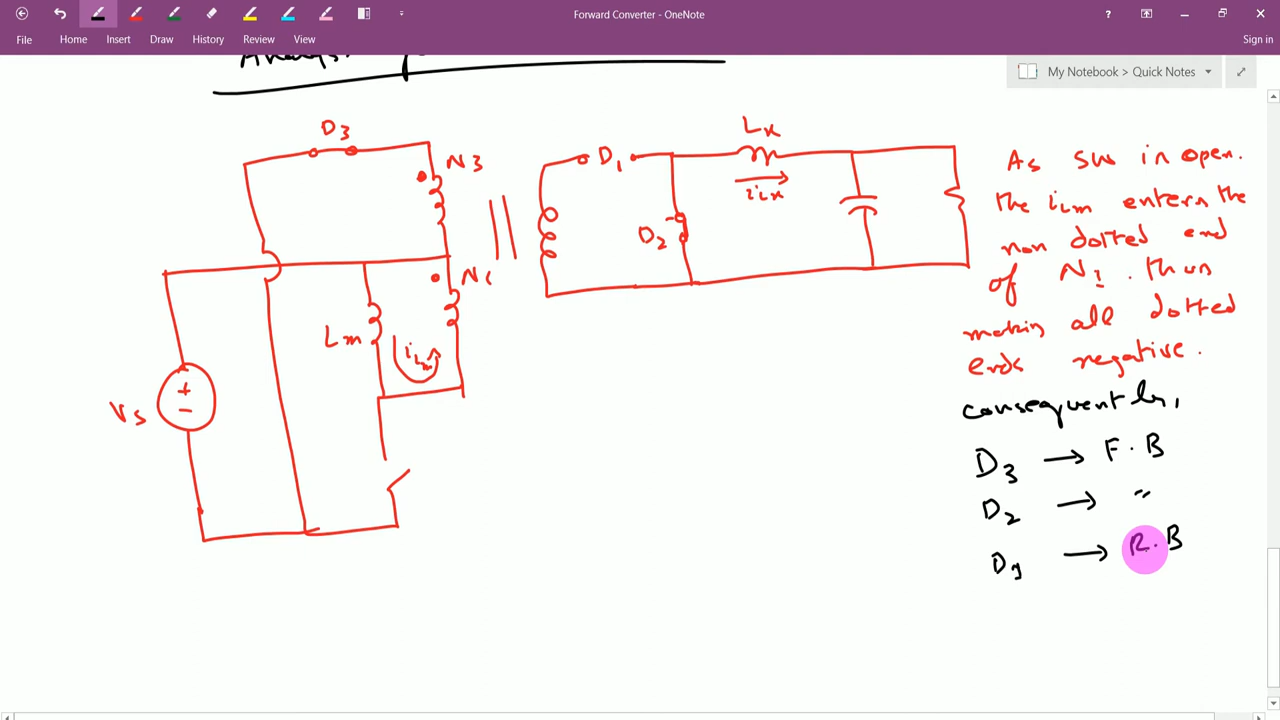 Forward Converter - OneNote
?
File
Home
Insert
Draw
History
Review
View
Sign in
My Notebook > Quick Notes
D3
N3
N1
Lm
iLm
Vs
+
-
D1
D2
Lx
iLx
As sw in open.
the iLm enters the
non dotted end
of N1. thus
making all dotted
ends negative.
consequently,
D3 → F.B
D2 → "
D1 → R.B